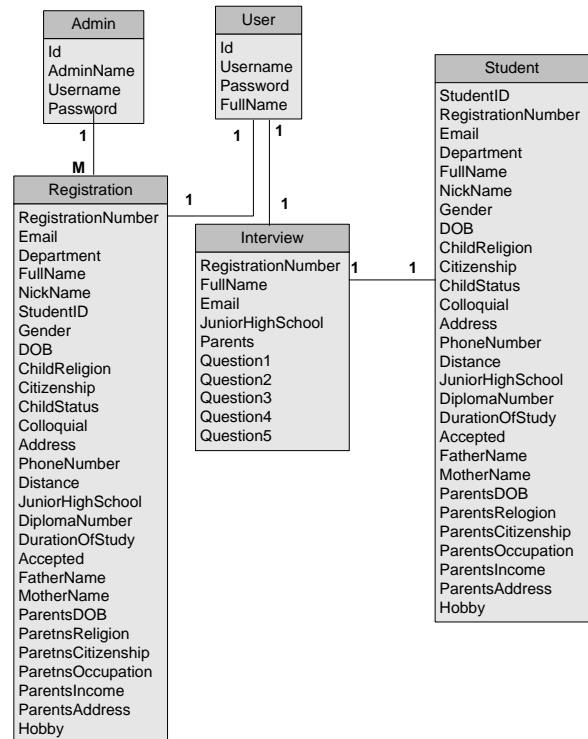 Admin
Id
AdminName
Username
Password
User
Id
Username
Password
FullName
Student
StudentID
RegistrationNumber
Email
Department
FullName
NickName
Gender
DOB
ChildReligion
Citizenship
ChildStatus
Colloquial
Address
PhoneNumber
Distance
JuniorHighSchool
DiplomaNumber
DurationOfStudy
Accepted
FatherName
MotherName
ParentsDOB
ParentsRelogion
ParentsCitizenship
ParentsOccupation
ParentsIncome
ParentsAddress
Hobby
1
M
1
1
1
1
1
1
Registration
RegistrationNumber
Email
Department
FullName
NickName
StudentID
Gender
DOB
ChildReligion
Citizenship
ChildStatus
Colloquial
Address
PhoneNumber
Distance
JuniorHighSchool
DiplomaNumber
DurationOfStudy
Accepted
FatherName
MotherName
ParentsDOB
ParetnsReligion
ParetnsCitizenship
ParetnsOccupation
ParentsIncome
ParentsAddress
Hobby
Interview
RegistrationNumber
FullName
Email
JuniorHighSchool
Parents
Question1
Question2
Question3
Question4
Question5